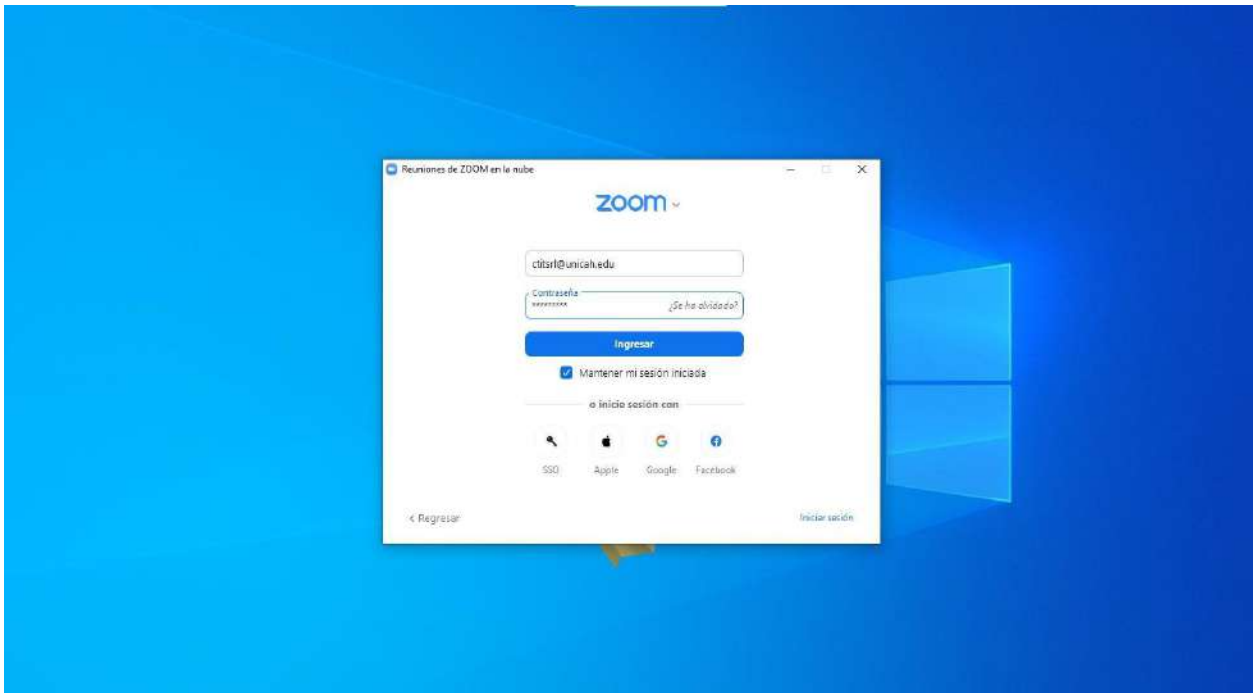 Reuniones de ZOOM en la nube
zoom
ctitsrl@unicah.edu
Contraseña
********* ¿Se ha olvidado?
Ingresar
Mantener mi sesión iniciada
o inicio sesión con
SSO Apple Google Facebook
< Regresar Iniciar sesión